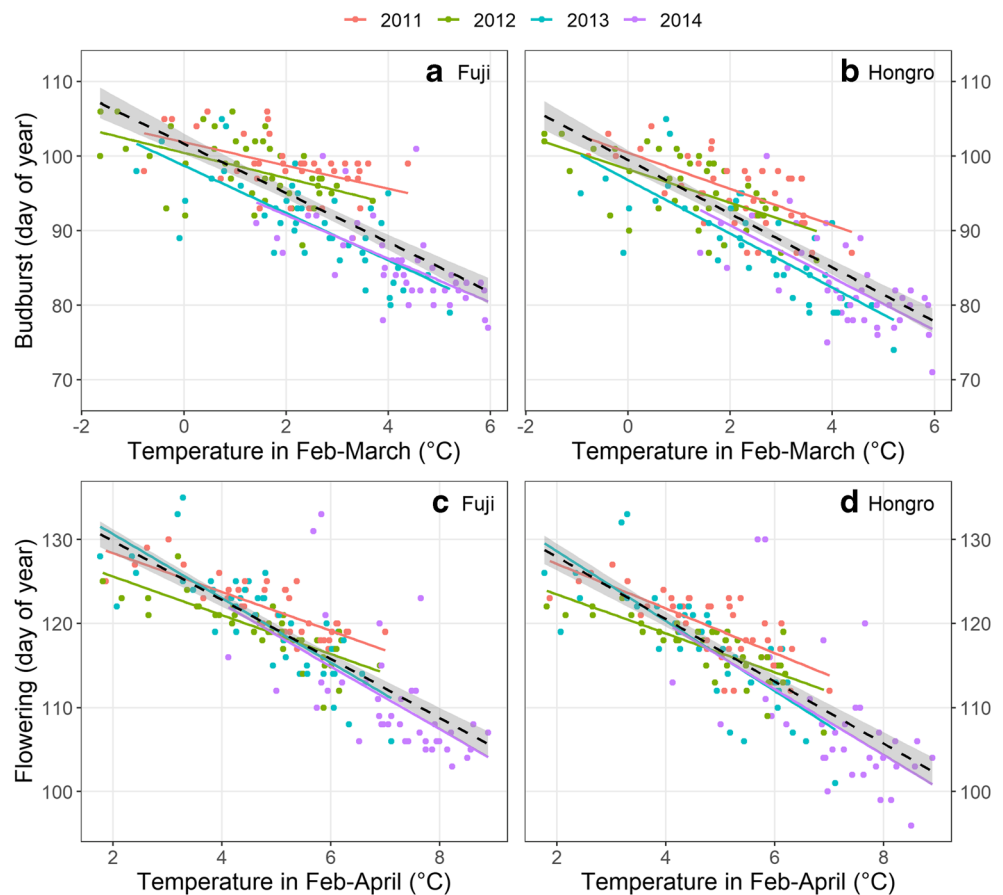 2011 2012 2013 2014
a Fuji
b Hongro
Budburst (day of year)
110
100
90
80
70
110
100
90
80
70
-2 0 2 4 6
-2 0 2 4 6
Temperature in Feb-March (°C)
Temperature in Feb-March (°C)
c Fuji
d Hongro
Flowering (day of year)
130
120
110
100
130
120
110
100
2 4 6 8
2 4 6 8
Temperature in Feb-April (°C)
Temperature in Feb-April (°C)